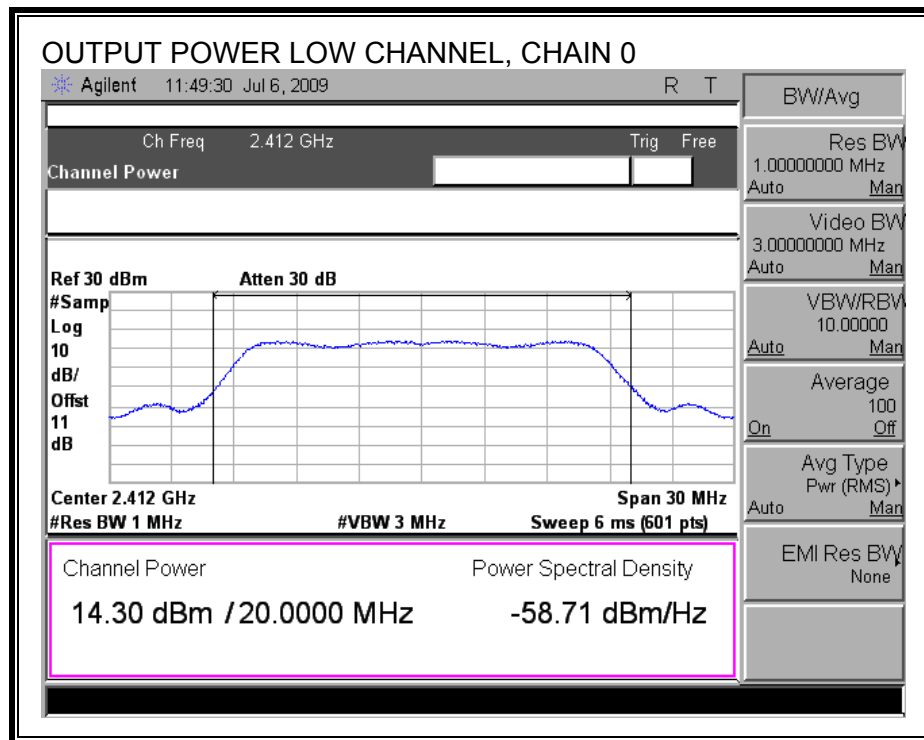 OUTPUT POWER LOW CHANNEL, CHAIN 0
Agilent 11:49:30 Jul 6, 2009 R T
Ch Freq 2.412 GHz Trig Free
Channel Power
Ref 30 dBm Atten 30 dB
#Samp
Log
10
dB/
Offst
11
dB
Center 2.412 GHz Span 30 MHz
#Res BW 1 MHz #VBW 3 MHz Sweep 6 ms (601 pts)
Channel Power Power Spectral Density
14.30 dBm / 20.0000 MHz -58.71 dBm/Hz
BW/Avg
Res BW
1.00000000 MHz
Auto Man
Video BW
3.00000000 MHz
Auto Man
VBW/RBW
10.00000
Auto Man
Average
100
On Off
Avg Type
Pwr (RMS)
Auto Man
EMI Res BW
None